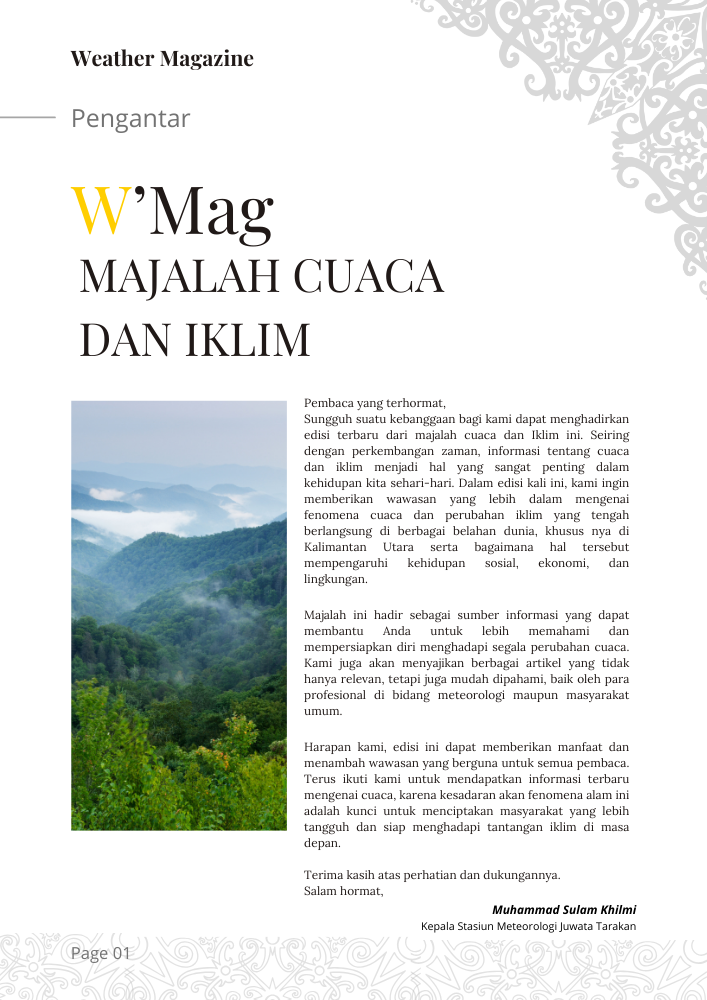 Weather Magazine
Pengantar
W’Mag
MAJALAH CUACA
DAN IKLIM
Pembaca yang terhormat,
Sungguh suatu kebanggaan bagi kami dapat menghadirkan
edisi terbaru dari majalah cuaca dan Iklim ini. Seiring
dengan perkembangan zaman, informasi tentang cuaca
dan iklim menjadi hal yang sangat penting dalam
kehidupan kita sehari-hari. Dalam edisi kali ini, kami ingin
memberikan wawasan yang lebih dalam mengenai
fenomena cuaca dan perubahan iklim yang tengah
berlangsung di berbagai belahan dunia, khusus nya di
Kalimantan Utara serta bagaimana hal tersebut
mempengaruhi kehidupan sosial, ekonomi, dan
lingkungan.
Majalah ini hadir sebagai sumber informasi yang dapat
membantu Anda untuk lebih memahami dan
mempersiapkan diri menghadapi segala perubahan cuaca.
Kami juga akan menyajikan berbagai artikel yang tidak
hanya relevan, tetapi juga mudah dipahami, baik oleh para
profesional di bidang meteorologi maupun masyarakat
umum.
Harapan kami, edisi ini dapat memberikan manfaat dan
menambah wawasan yang berguna untuk semua pembaca.
Terus ikuti kami untuk mendapatkan informasi terbaru
mengenai cuaca, karena kesadaran akan fenomena alam ini
adalah kunci untuk menciptakan masyarakat yang lebih
tangguh dan siap menghadapi tantangan iklim di masa
depan.
Terima kasih atas perhatian dan dukungannya.
Salam hormat,
Muhammad Sulam Khilmi
Kepala Stasiun Meteorologi Juwata Tarakan
Page 01